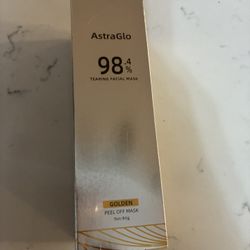 AstraGlo
98.4%
TEARING FACIAL MASK
GOLDEN
PEEL OFF MASK